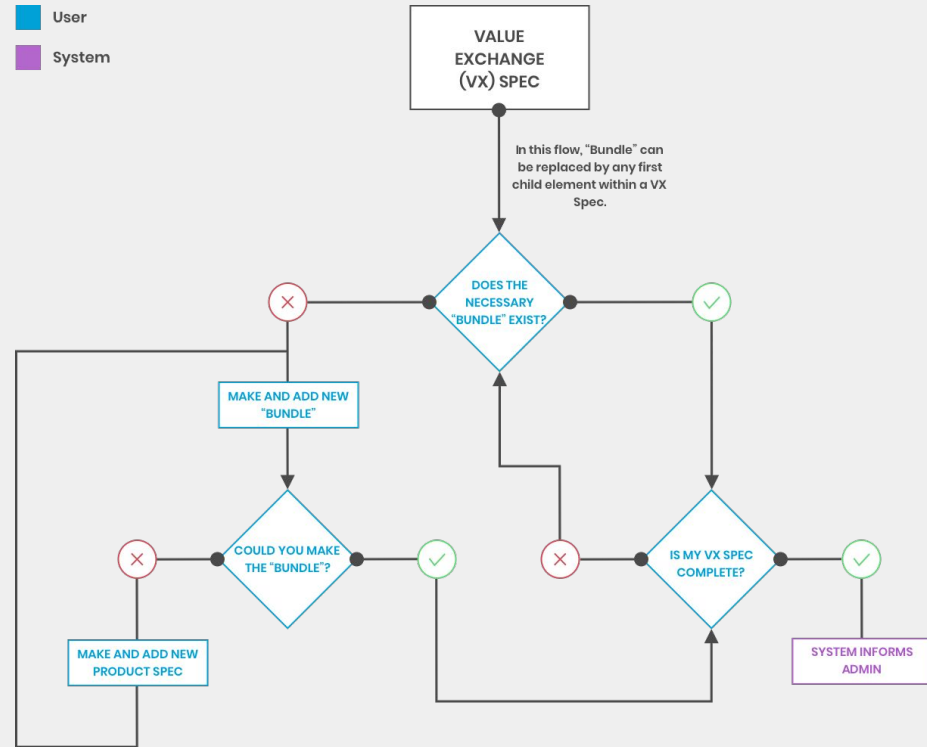 User
System
VALUE
EXCHANGE
(VX) SPEC
In this flow, “Bundle” can
be replaced by any first
child element within a VX
Spec.
DOES THE
NECESSARY
“BUNDLE” EXIST?
MAKE AND ADD NEW
“BUNDLE”
COULD YOU MAKE
THE “BUNDLE”?
IS MY VX SPEC
COMPLETE?
MAKE AND ADD NEW
PRODUCT SPEC
SYSTEM INFORMS
ADMIN